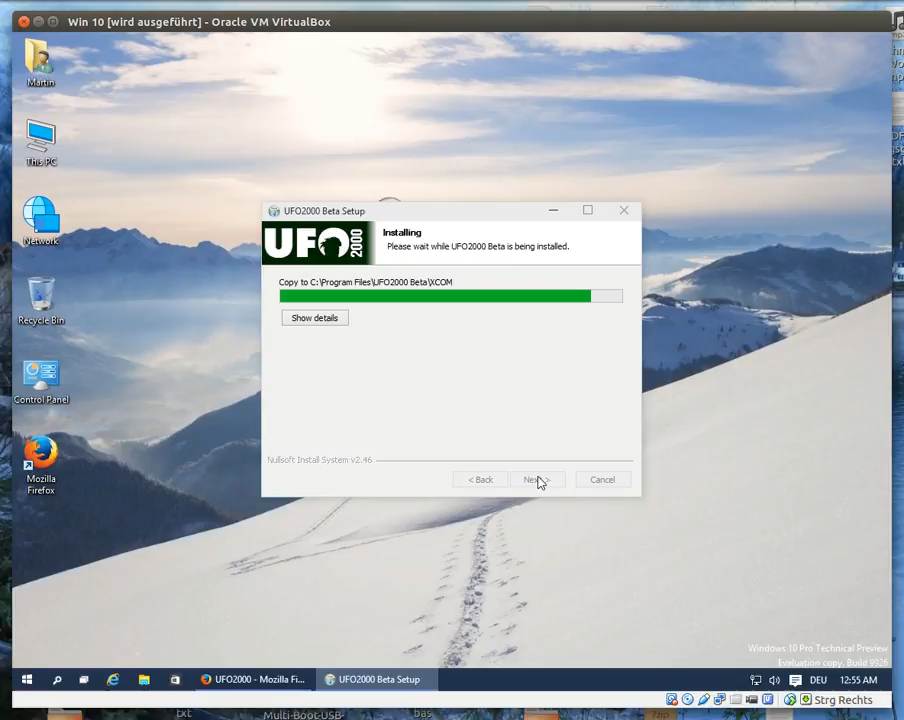 Win 10 [wird ausgeführt] - Oracle VM VirtualBox
Martin
This PC
Network
Recycle Bin
Control Panel
Mozilla
Firefox
UFO2000 Beta Setup
UFO 2000
Installing
Please wait while UFO2000 Beta is being installed.
Copy to C:\Program Files\UFO2000 Beta\XCOM
Show details
Nullsoft Install System v2.46
< Back
Cancel
Windows 10 Pro Technical Preview
Evaluation copy. Build 9926
UFO2000 - Mozilla Fi...
UFO2000 Beta Setup
DEU
12:55 AM
Strg Rechts
txt
Multi-Boot-USB-
bas